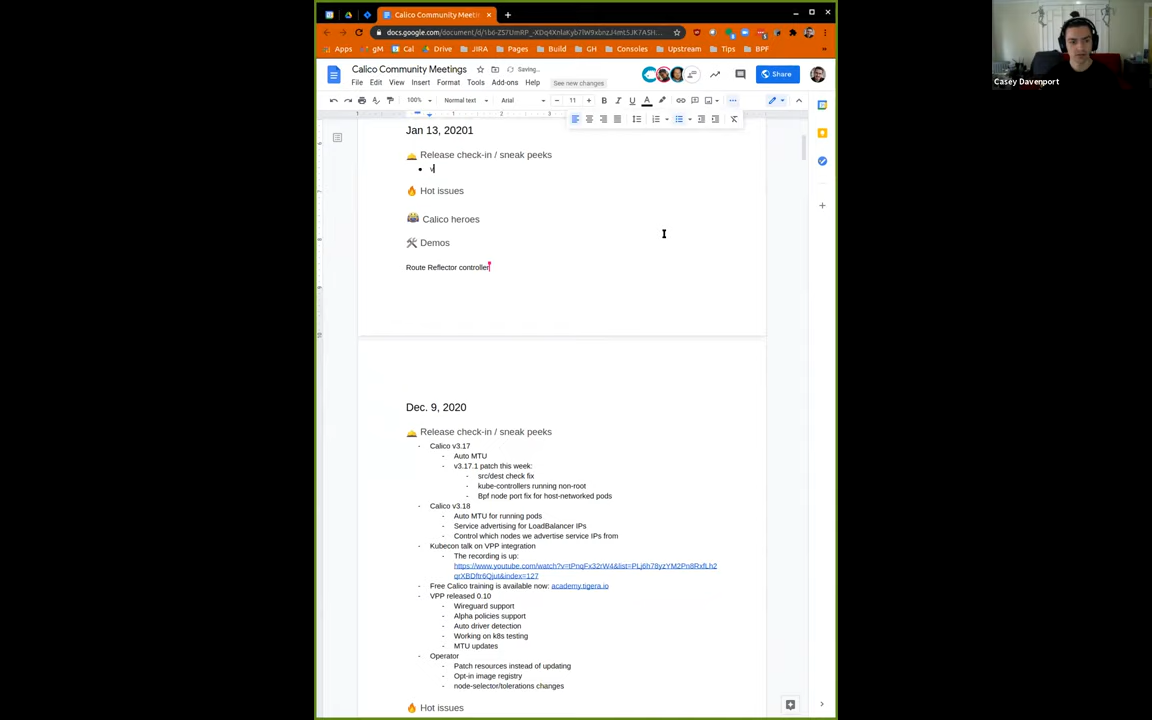 Calico Community Meeti
docs.google.com/document/d/
Apps
gM
Cal
Drive
JIRA
Pages
Build
GH
Consoles
Upstream
Tips
BPF
Calico Community Meetings
Saving...
File Edit View Insert Format Tools Add-ons Help
See new changes
Share
100%
Normal text
Arial
11
Casey Davenport
Jan 13, 20201
Release check-in / sneak peeks
v
Hot issues
Calico heroes
Demos
Route Reflector controller
Dec. 9, 2020
Release check-in / sneak peeks
- Calico v3.17
- Auto MTU
- v3.17.1 patch this week:
- src/dest check fix
- kube-controllers running non-root
- Bpf node port fix for host-networked pods
- Calico v3.18
- Auto MTU for running pods
- Service advertising for LoadBalancer IPs
- Control which nodes we advertise service IPs from
- Kubecon talk on VPP integration
- The recording is up:
- Free Calico training is available now: academy.tigera.io
- VPP released 0.10
- Wireguard support
- Alpha policies support
- Auto driver detection
- Working on k8s testing
- MTU updates
- Operator
- Patch resources instead of updating
- Opt-in image registry
- node-selector/tolerations changes
Hot issues